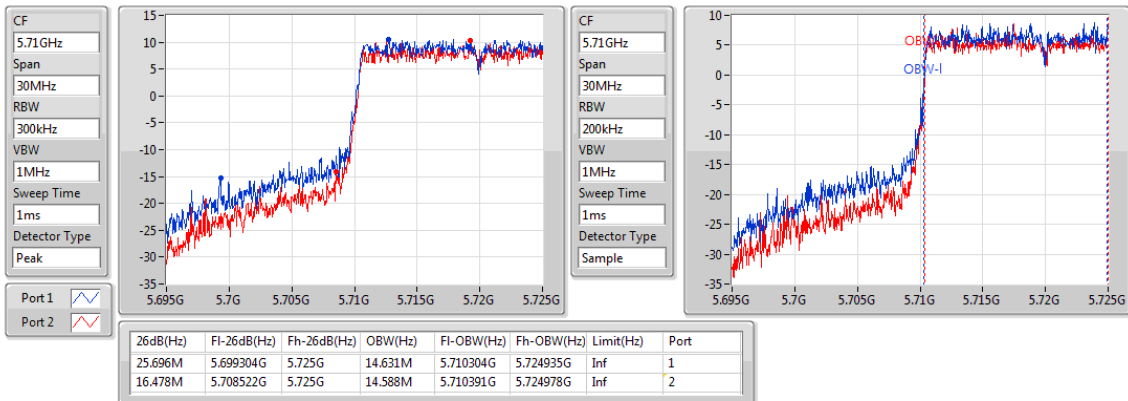 CF
5.71GHz
Span
30MHz
RBW
300kHz
VBW
1MHz
Sweep Time
1ms
Detector Type
Peak
Port 1
Port 2
15
10
5
0
-5
-10
-15
-20
-25
-30
-35
5.695G 5.7G 5.705G 5.71G 5.715G 5.72G 5.725G
CF
5.71GHz
Span
30MHz
RBW
200kHz
VBW
1MHz
Sweep Time
1ms
Detector Type
Sample
10
5
0
-5
-10
-15
-20
-25
-30
-35
OBW-l
5.695G 5.7G 5.705G 5.71G 5.715G 5.72G 5.725G
26dB(Hz) Fl-26dB(Hz) Fh-26dB(Hz) OBW(Hz) Fl-OBW(Hz) Fh-OBW(Hz) Limit(Hz) Port
25.696M 5.699304G 5.725G 14.631M 5.710304G 5.724935G Inf 1
16.478M 5.708522G 5.725G 14.588M 5.710391G 5.724978G Inf 2